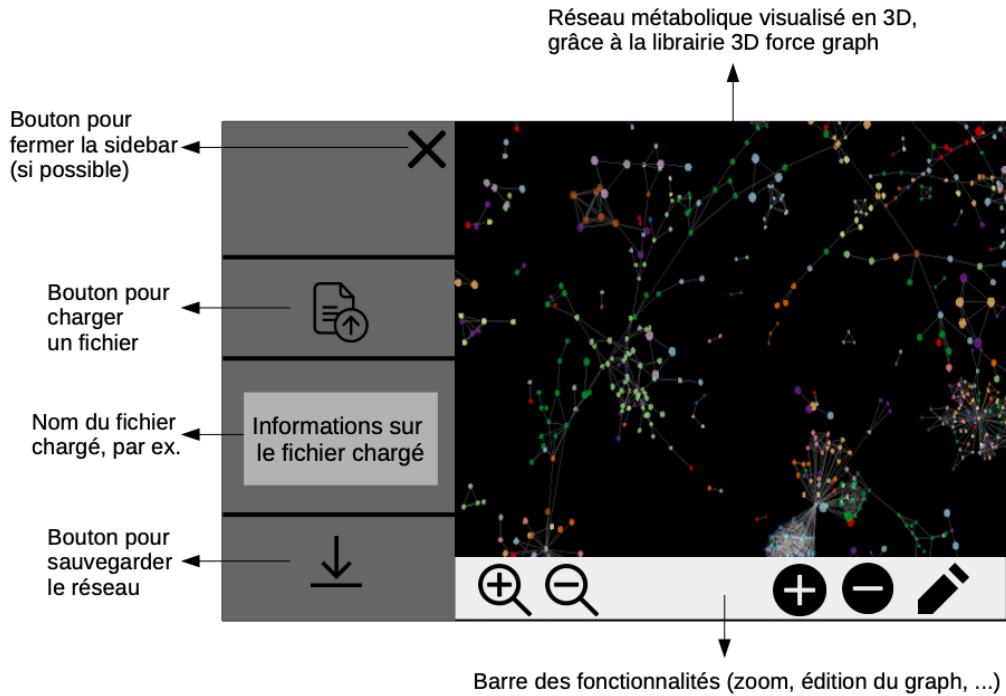 Réseau métabolique visualisé en 3D,
grâce à la librairie 3D force graph
Bouton pour
fermer la sidebar
(si possible)
Bouton pour
charger
un fichier
Nom du fichier
chargé, par ex.
Informations sur
le fichier chargé
Bouton pour
sauvegarder
le réseau
Barre des fonctionnalités (zoom, édition du graph, ...)